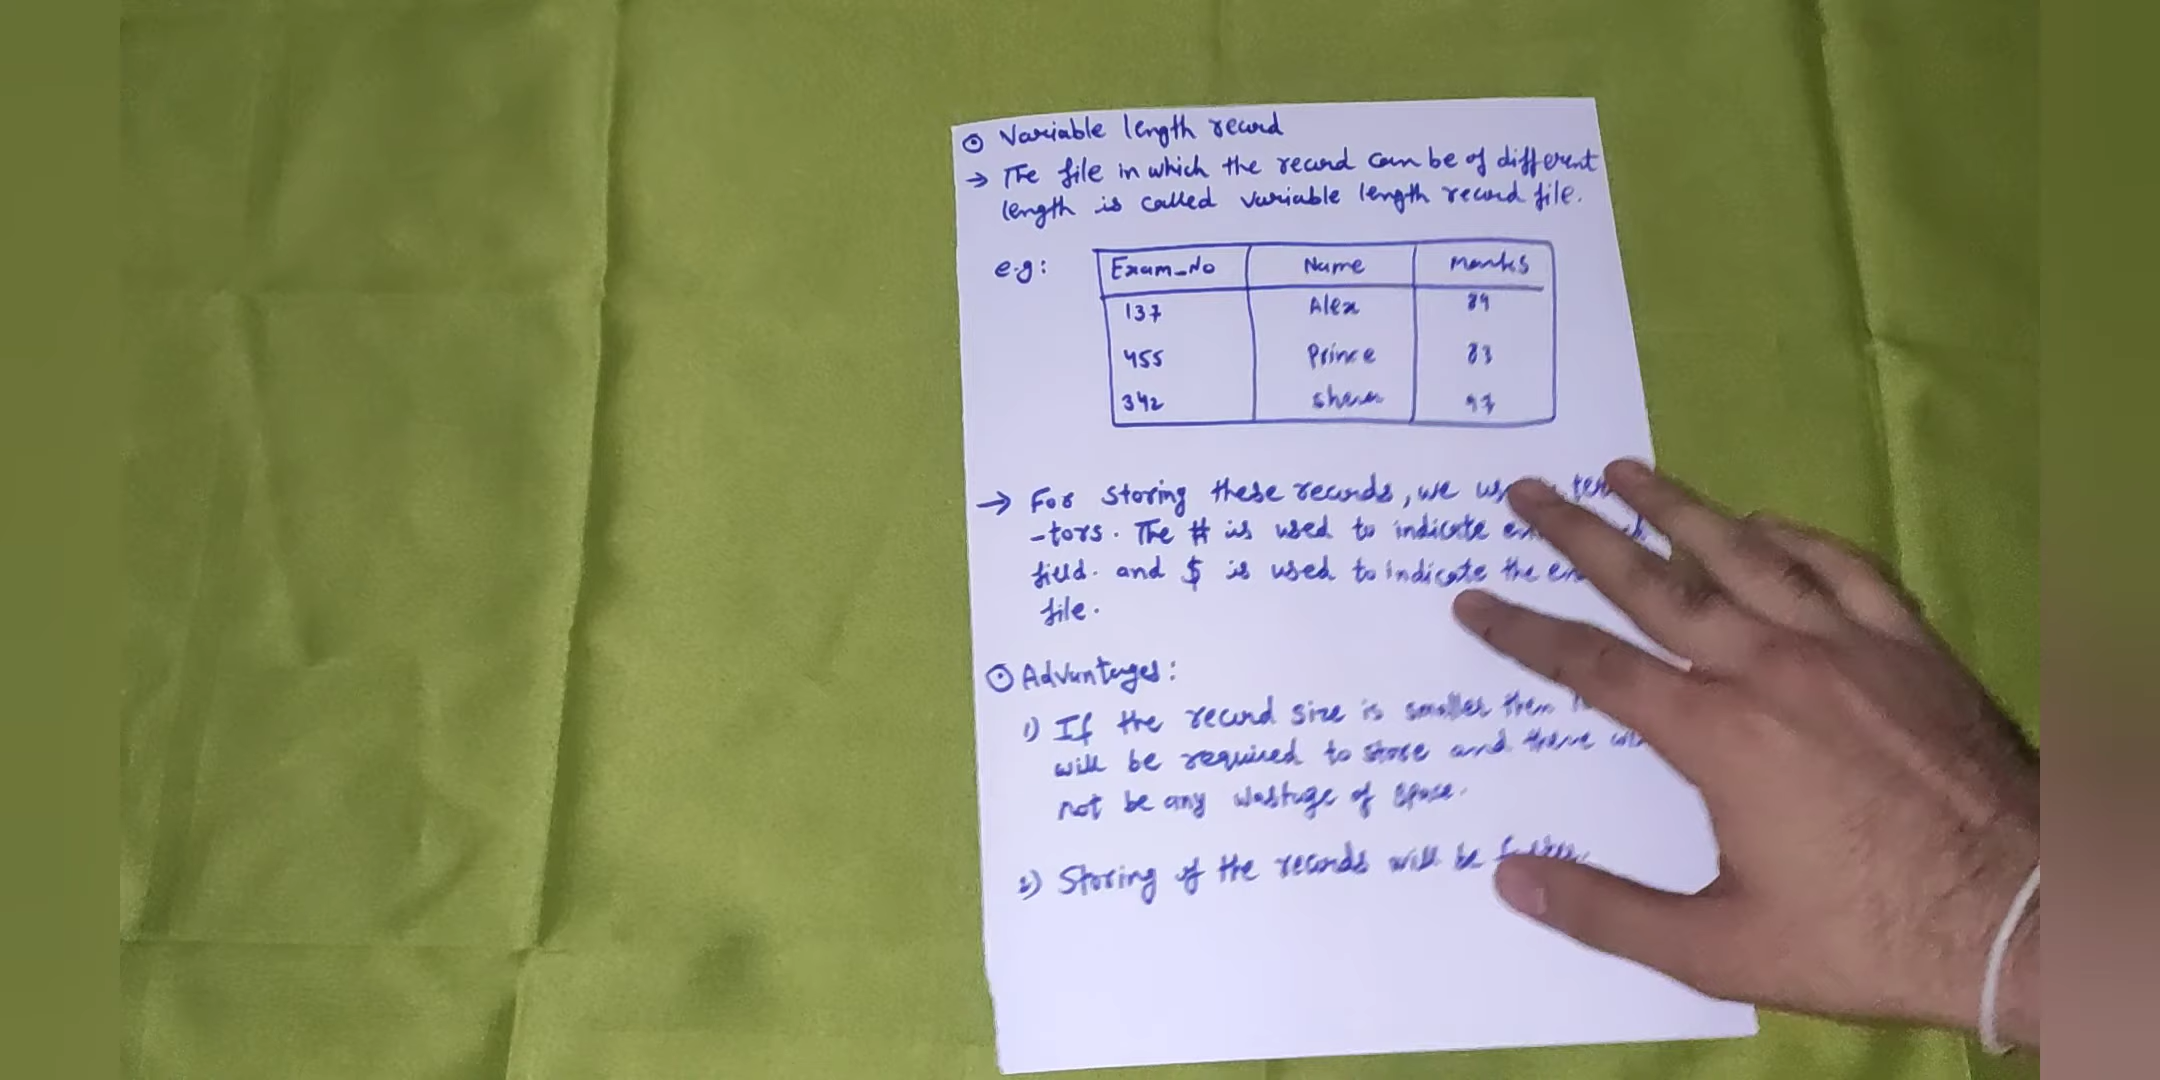 ⊙ Variable length record
→ The file in which the record can be of different
length is called variable length record file.
e.g:
Exam_No Name Marks
137 Alex 89
455 Prince 83
342 97
→ For storing these records, we
-tors. The # is used to indicate
field. and $ is used to indicate the
file.
⊙ Advantages:
1) If the record size is smaller then
will be required to store and there
not be any wastage of space.
2) Storing of the records will be